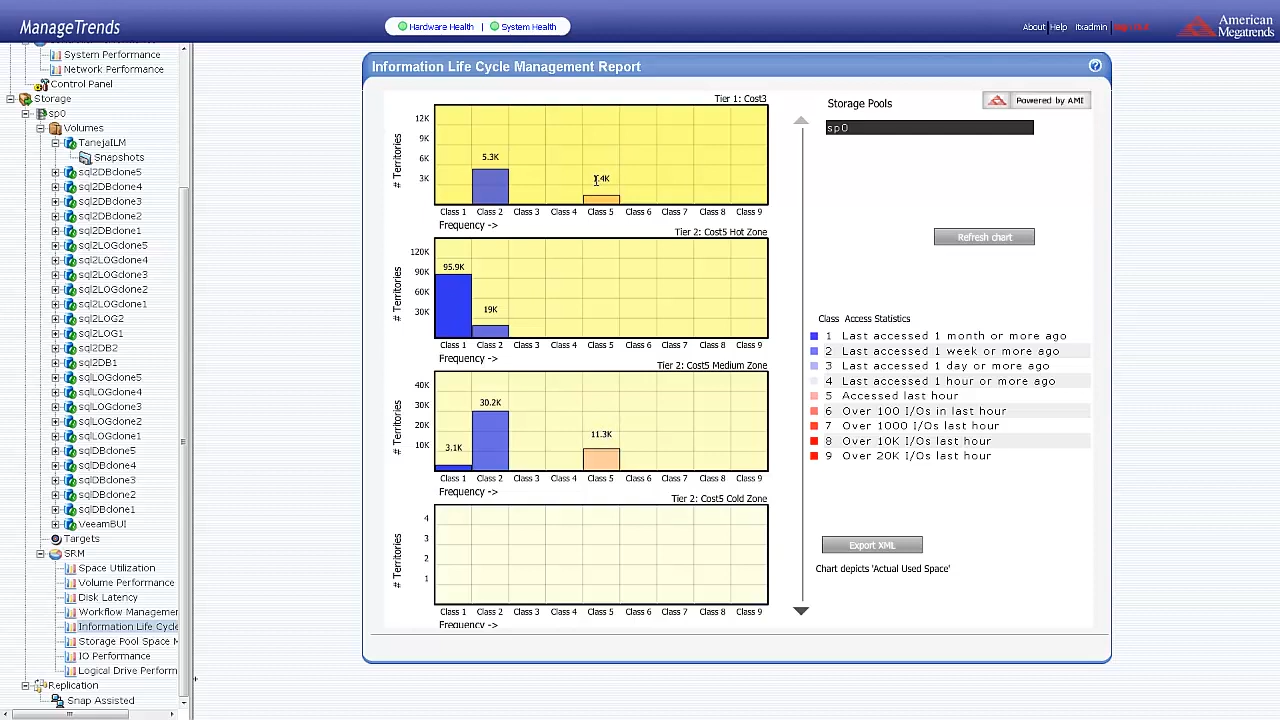 ManageTrends
Hardware Health | System Health
About Help itxadmin
American Megatrends
System Performance
Network Performance
Control Panel
Storage
sp0
Volumes
TanejaILM
Snapshots
sql2DBclone5
sql2DBclone4
sql2DBclone3
sql2DBclone2
sql2DBclone1
sql2LOGclone5
sql2LOGclone4
sql2LOGclone3
sql2LOGclone2
sql2LOGclone1
sql2LOG2
sql2LOG1
sql2DB2
sql2DB1
sqlLOGclone5
sqlLOGclone4
sqlLOGclone3
sqlLOGclone2
sqlLOGclone1
sqlDBclone5
sqlDBclone4
sqlDBclone3
sqlDBclone2
sqlDBclone1
VeeamBUI
Targets
SRM
Space Utilization
Volume Performance
Disk Latency
Workflow Managemer
Information Life Cycle
Storage Pool Space M
IO Performance
Logical Drive Perform
Replication
Snap Assisted
Information Life Cycle Management Report
Tier 1: Cost3
# Territories
12K
9K
6K
3K
5.3K
Class 1 Class 2 Class 3 Class 4 Class 5 Class 6 Class 7 Class 8 Class 9
Frequency ->
Tier 2: Cost5 Hot Zone
# Territories
120K
90K
60K
30K
95.9K
19K
Class 1 Class 2 Class 3 Class 4 Class 5 Class 6 Class 7 Class 8 Class 9
Frequency ->
Tier 2: Cost5 Medium Zone
# Territories
40K
30K
20K
10K
3.1K
30.2K
11.3K
Class 1 Class 2 Class 3 Class 4 Class 5 Class 6 Class 7 Class 8 Class 9
Frequency ->
Tier 2: Cost5 Cold Zone
# Territories
4
3
2
1
Class 1 Class 2 Class 3 Class 4 Class 5 Class 6 Class 7 Class 8 Class 9
Frequency ->
Storage Pools
Powered by AMI
sp0
Refresh chart
Class Access Statistics
1 Last accessed 1 month or more ago
2 Last accessed 1 week or more ago
3 Last accessed 1 day or more ago
4 Last accessed 1 hour or more ago
5 Accessed last hour
6 Over 100 I/Os in last hour
7 Over 1000 I/Os last hour
8 Over 10K I/Os last hour
9 Over 20K I/Os last hour
Export XML
Chart depicts 'Actual Used Space'